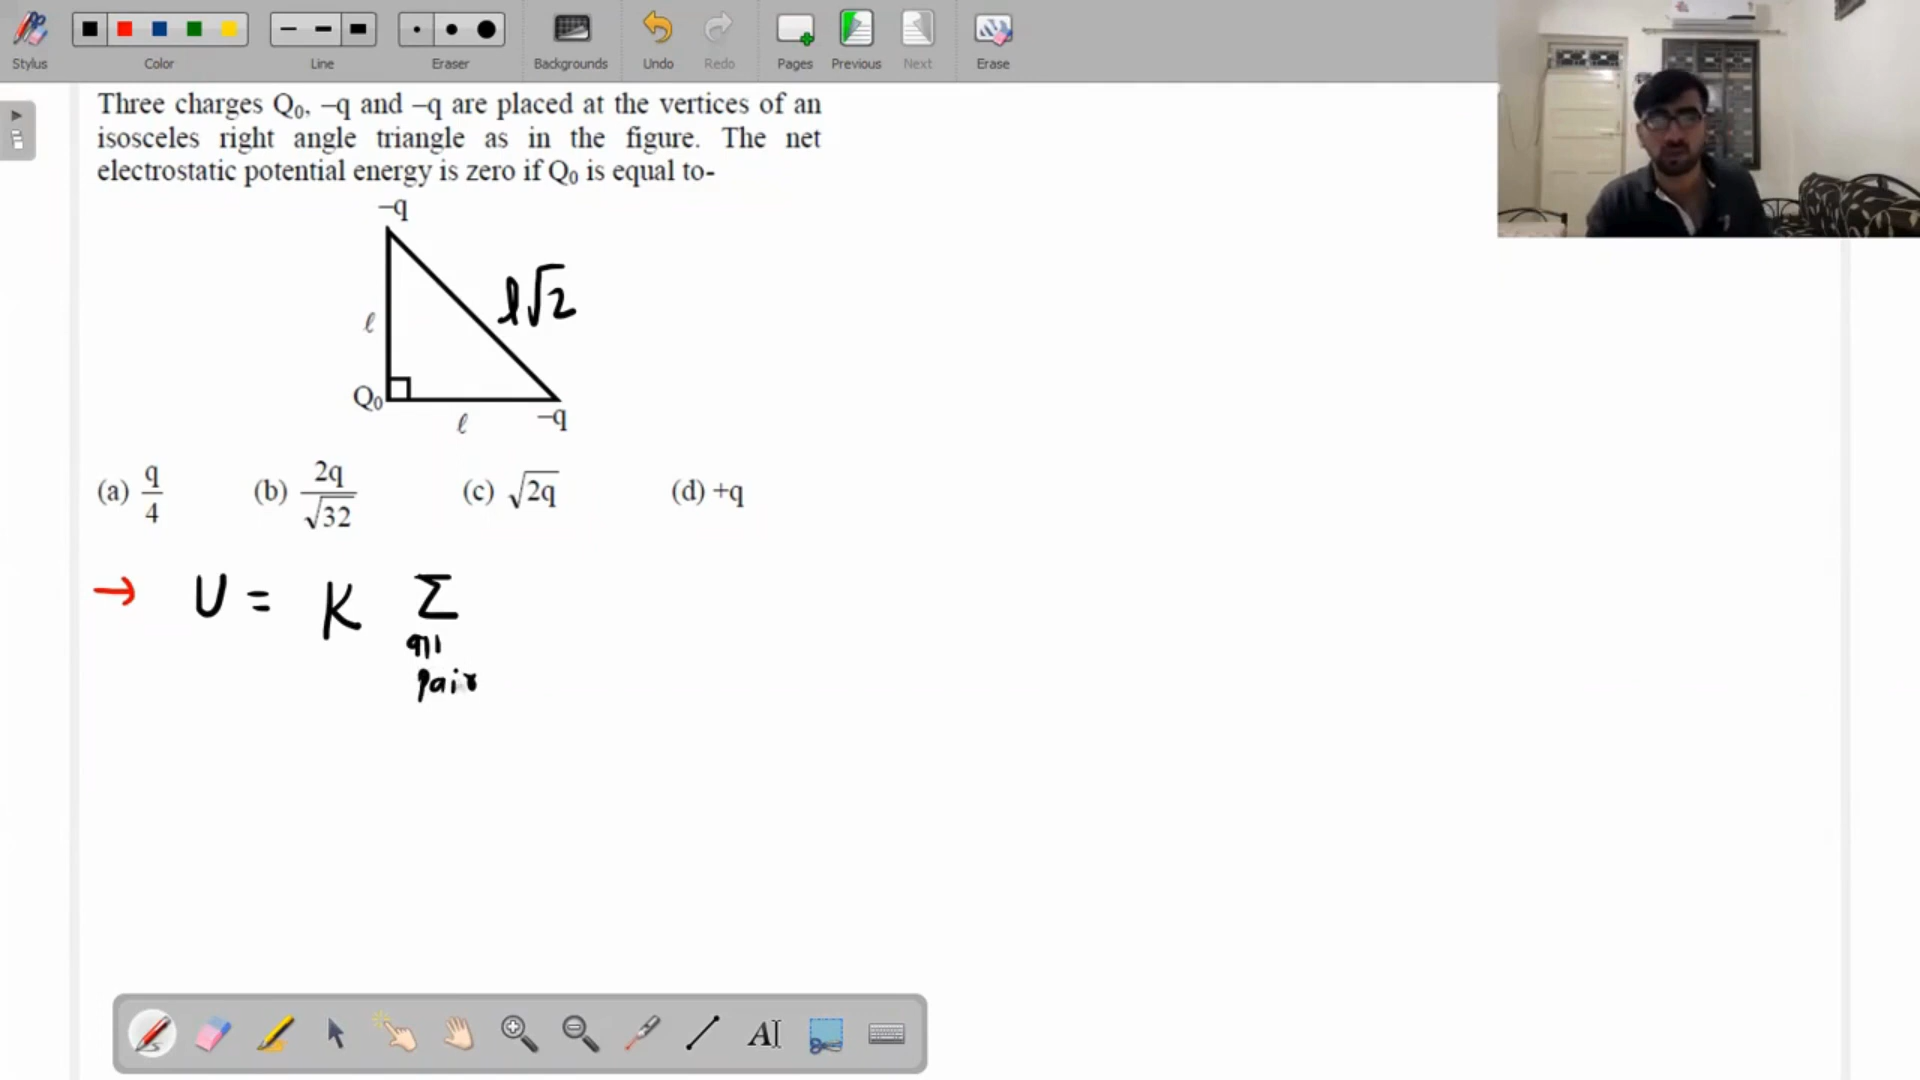 Stylus Color Line Eraser Backgrounds Undo Redo Pages Previous Next Erase
Three charges Q₀, –q and –q are placed at the vertices of an
isosceles right angle triangle as in the figure. The net
electrostatic potential energy is zero if Q₀ is equal to-
–q
l√2
ℓ
Q₀
ℓ
–q
(a) q/4 (b) 2q/√32 (c) √2q (d) +q
→ U = K Σ
all
pair